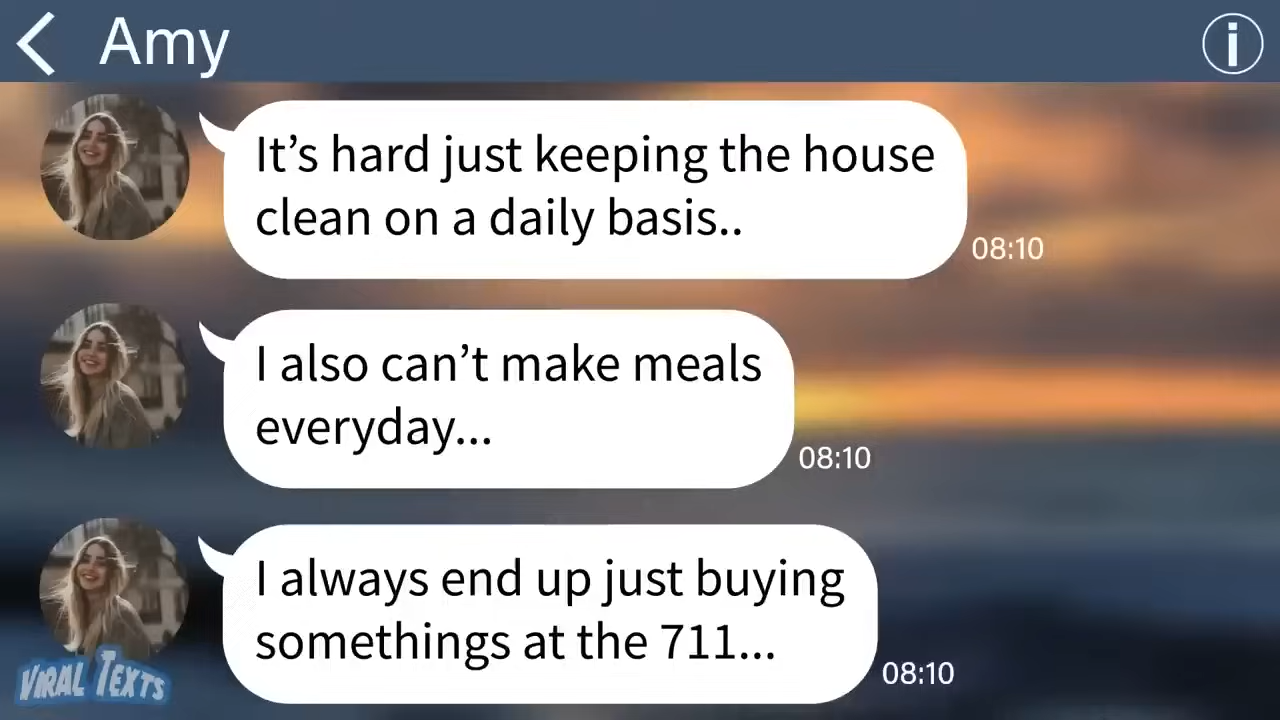 Amy
i
It’s hard just keeping the house
clean on a daily basis..
08:10
I also can’t make meals
everyday...
08:10
I always end up just buying
somethings at the 711...
08:10
VIRAL TEXTS